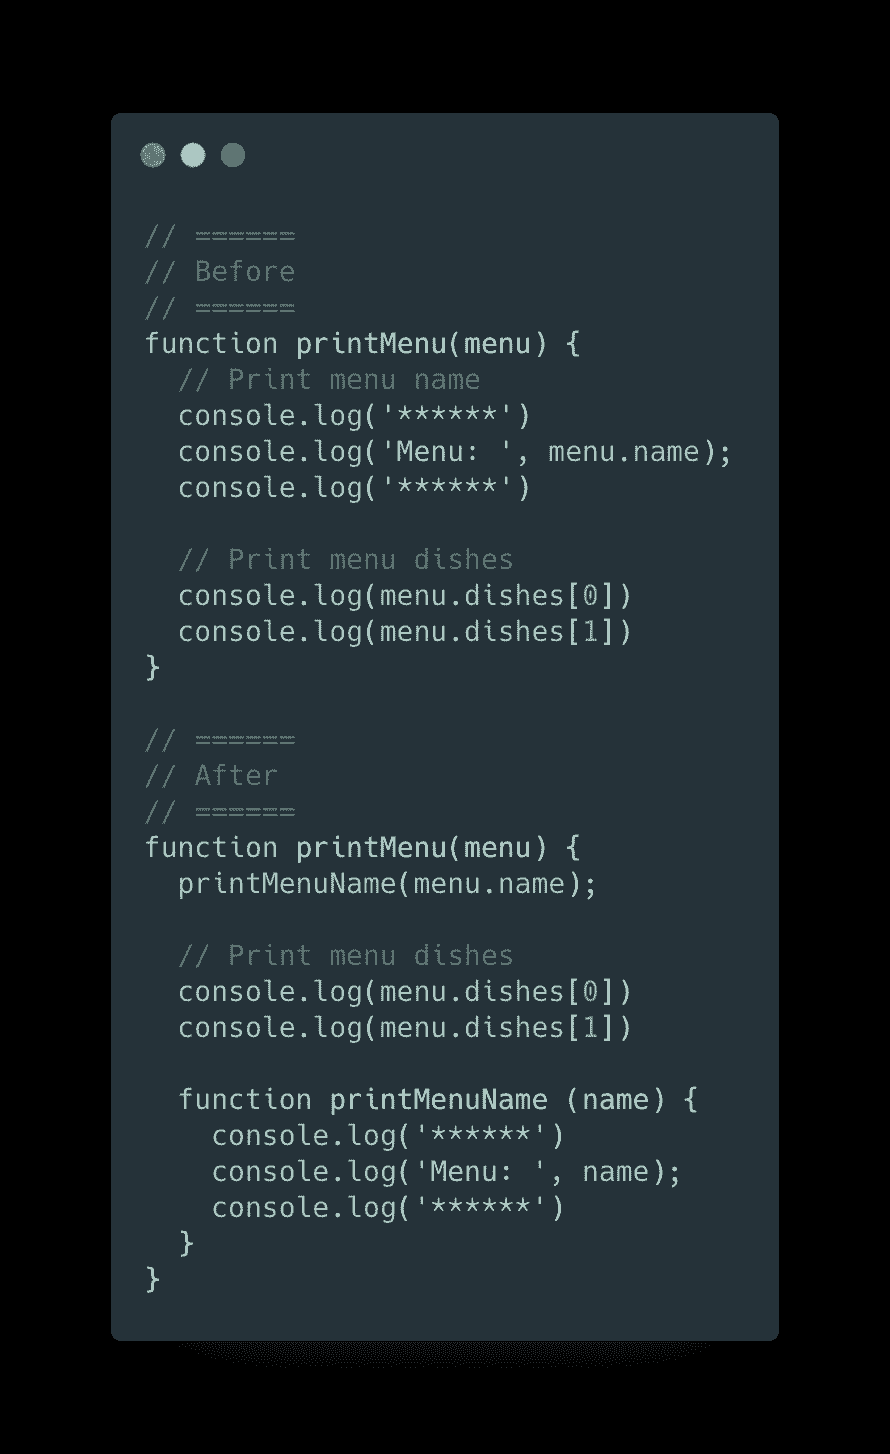 // ======
// Before
// ======
function printMenu(menu) {
  // Print menu name
  console.log('******')
  console.log('Menu: ', menu.name);
  console.log('******')

  // Print menu dishes
  console.log(menu.dishes[0])
  console.log(menu.dishes[1])
}

// ======
// After
// ======
function printMenu(menu) {
  printMenuName(menu.name);

  // Print menu dishes
  console.log(menu.dishes[0])
  console.log(menu.dishes[1])

  function printMenuName (name) {
    console.log('******')
    console.log('Menu: ', name);
    console.log('******')
  }
}